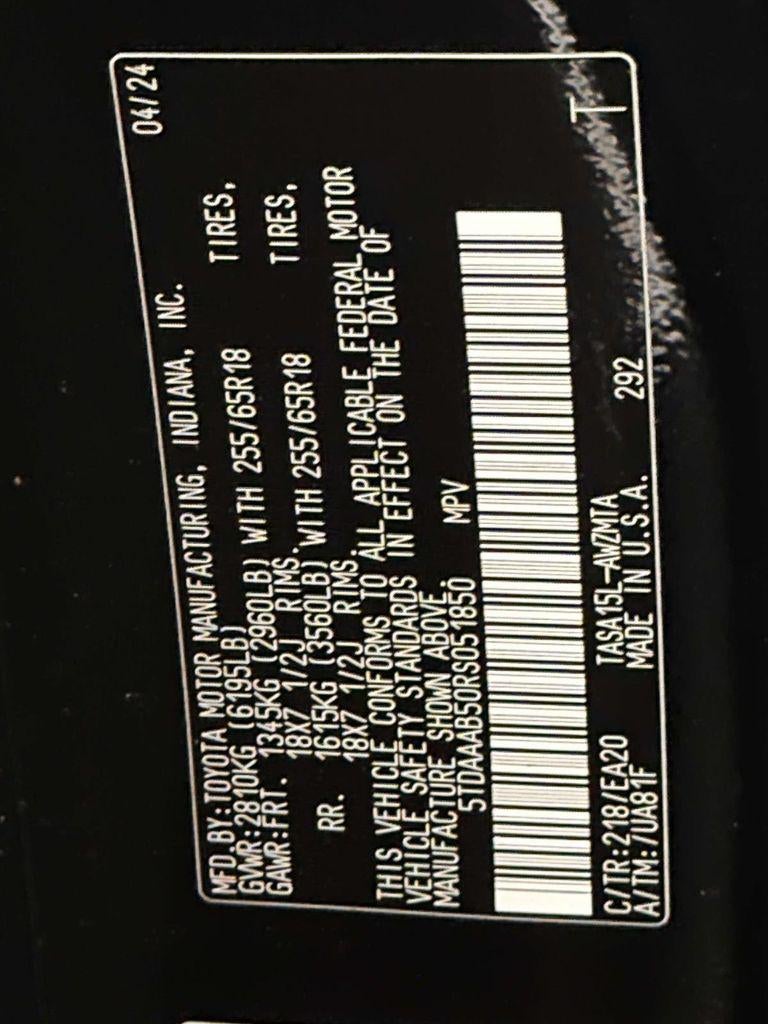 04/24
MFD.BY:TOYOTA MOTOR MANUFACTURING, INDIANA, INC.
GVWR:2810KG (6195LB)
GAWR:FRT. 1345KG (2960LB) WITH 255/65R18 TIRES,
18X7 1/2J RIMS.
RR. 1615KG (3560LB) WITH 255/65R18 TIRES,
18X7 1/2J RIMS.
THIS VEHICLE CONFORMS TO ALL APPLICABLE FEDERAL MOTOR
VEHICLE SAFETY STANDARDS IN EFFECT ON THE DATE OF
MANUFACTURE SHOWN ABOVE.
5TDAAAB50RS051850 MPV
C/TR:218/EA20 TASA15L-AWZMTA T
A/TM:/UA81F MADE IN U.S.A. 292